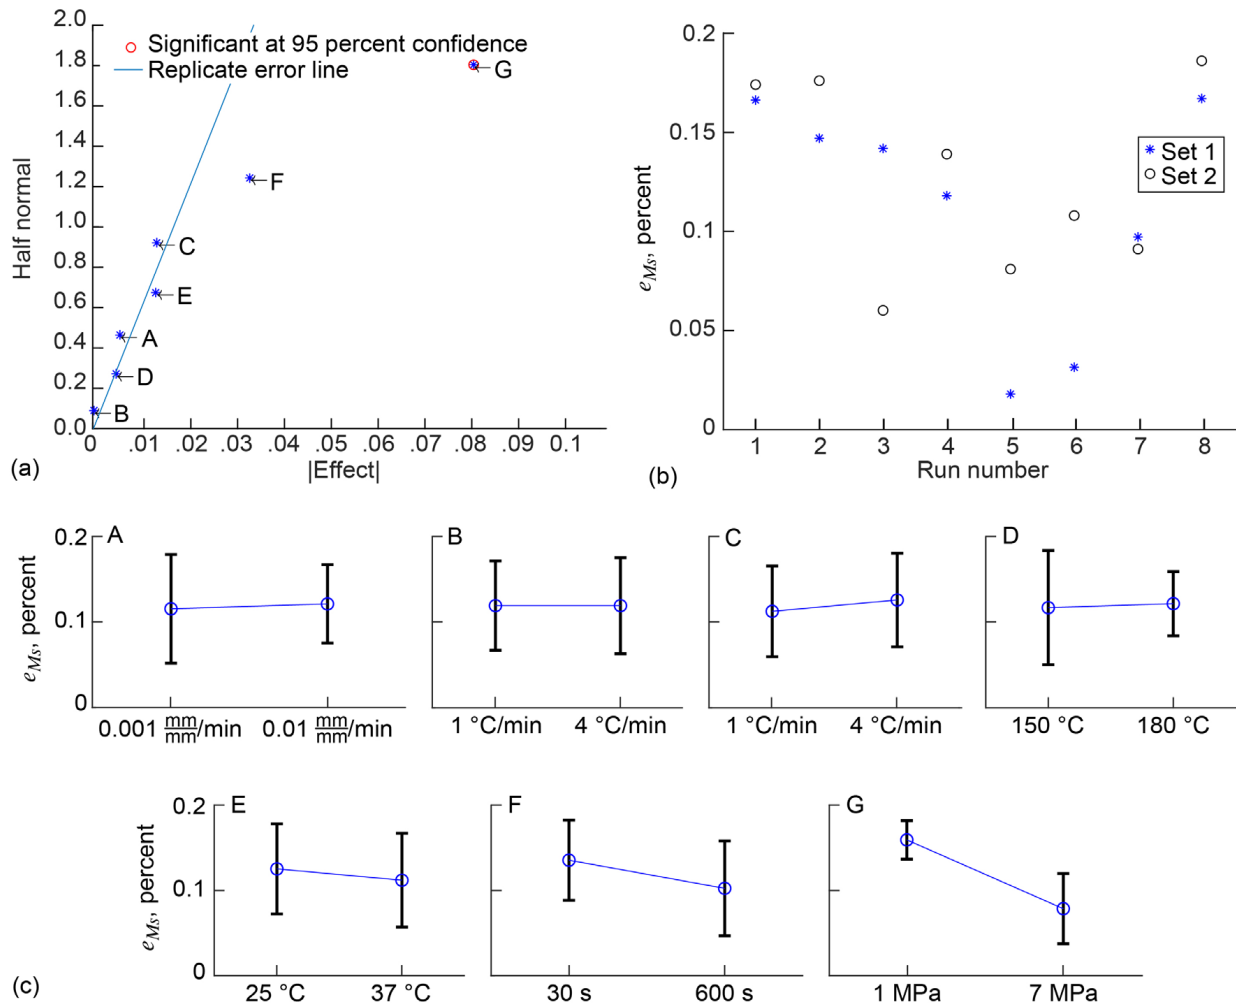 2.0
1.8
1.6
1.4
1.2
1.0
0.8
0.6
0.4
0.2
0.0
Half normal
Significant at 95 percent confidence
Replicate error line
G
F
C
E
A
D
B
0 .01 .02 .03 .04 .05 .06 .07 .08 .09 0.1
|Effect|
(a)
0.2
0.15
0.1
0.05
0
e_Ms, percent
Set 1
Set 2
1 2 3 4 5 6 7 8
Run number
(b)
0.2
0.1
0
e_Ms, percent
A
0.001 mm/mm/min 0.01 mm/mm/min
B
1 °C/min 4 °C/min
C
1 °C/min 4 °C/min
D
150 °C 180 °C
0.2
0.1
0
e_Ms, percent
E
25 °C 37 °C
F
30 s 600 s
G
1 MPa 7 MPa
(c)